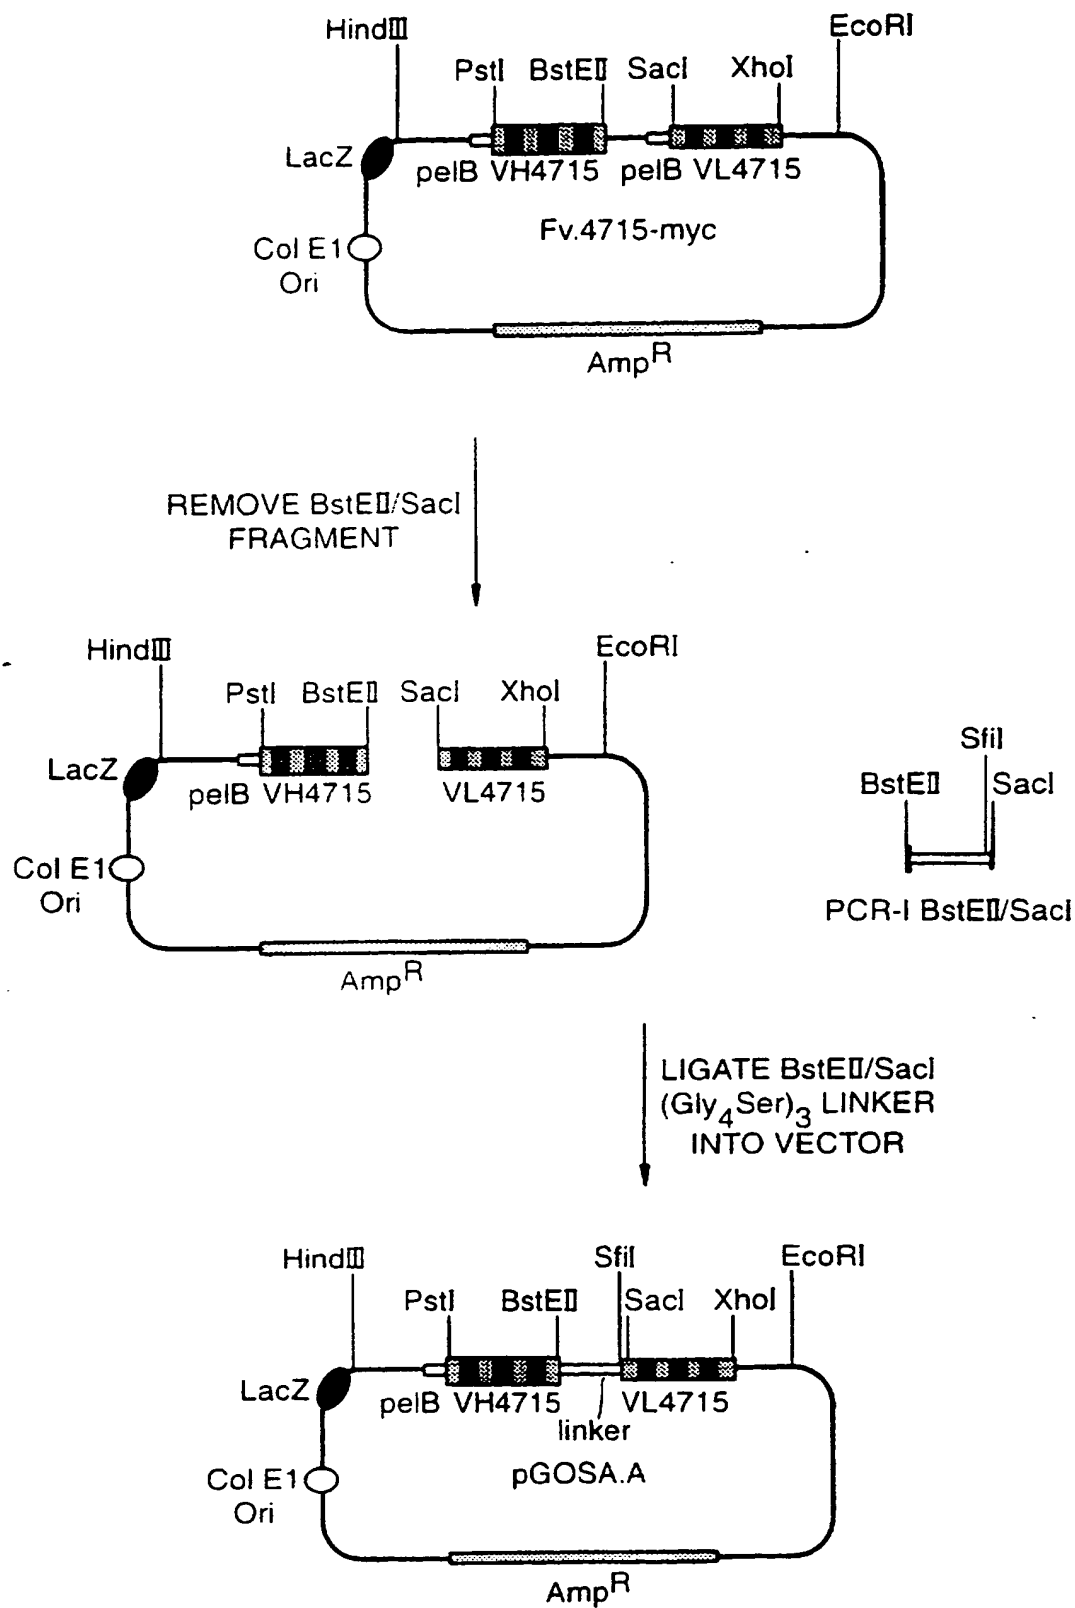 HindIII
EcoRI
PstI BstEII SacI XhoI
LacZ
pelB VH4715 pelB VL4715
Fv.4715-myc
Col E1
Ori
Amp^R
REMOVE BstEII/SacI
FRAGMENT
HindIII
EcoRI
PstI BstEII SacI XhoI
LacZ
pelB VH4715
VL4715
Col E1
Ori
Amp^R
SfiI
BstEII
SacI
PCR-I BstEII/SacI
LIGATE BstEII/SacI
(Gly4Ser)3 LINKER
INTO VECTOR
HindIII
SfiI
EcoRI
PstI BstEII SacI XhoI
LacZ
pelB VH4715
VL4715
linker
pGOSA.A
Col E1
Ori
Amp^R